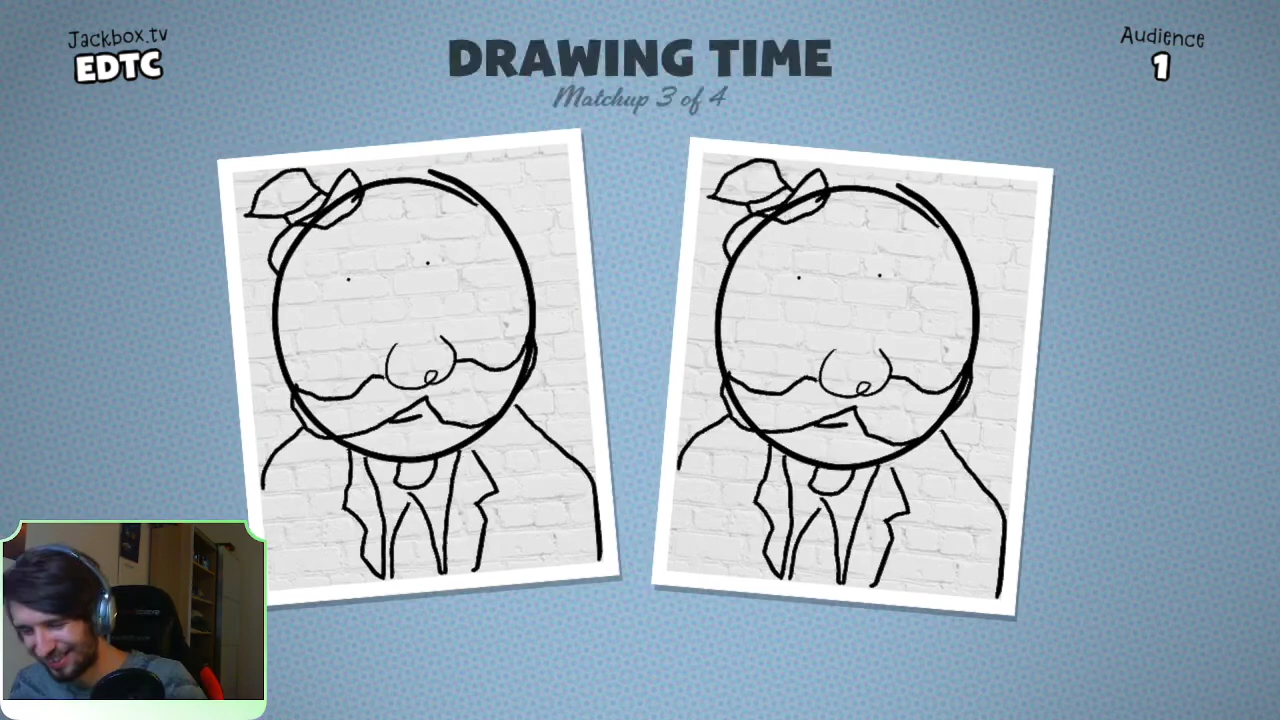 Jackbox.tv
EDTC
DRAWING TIME
Matchup 3 of 4
Audience
1